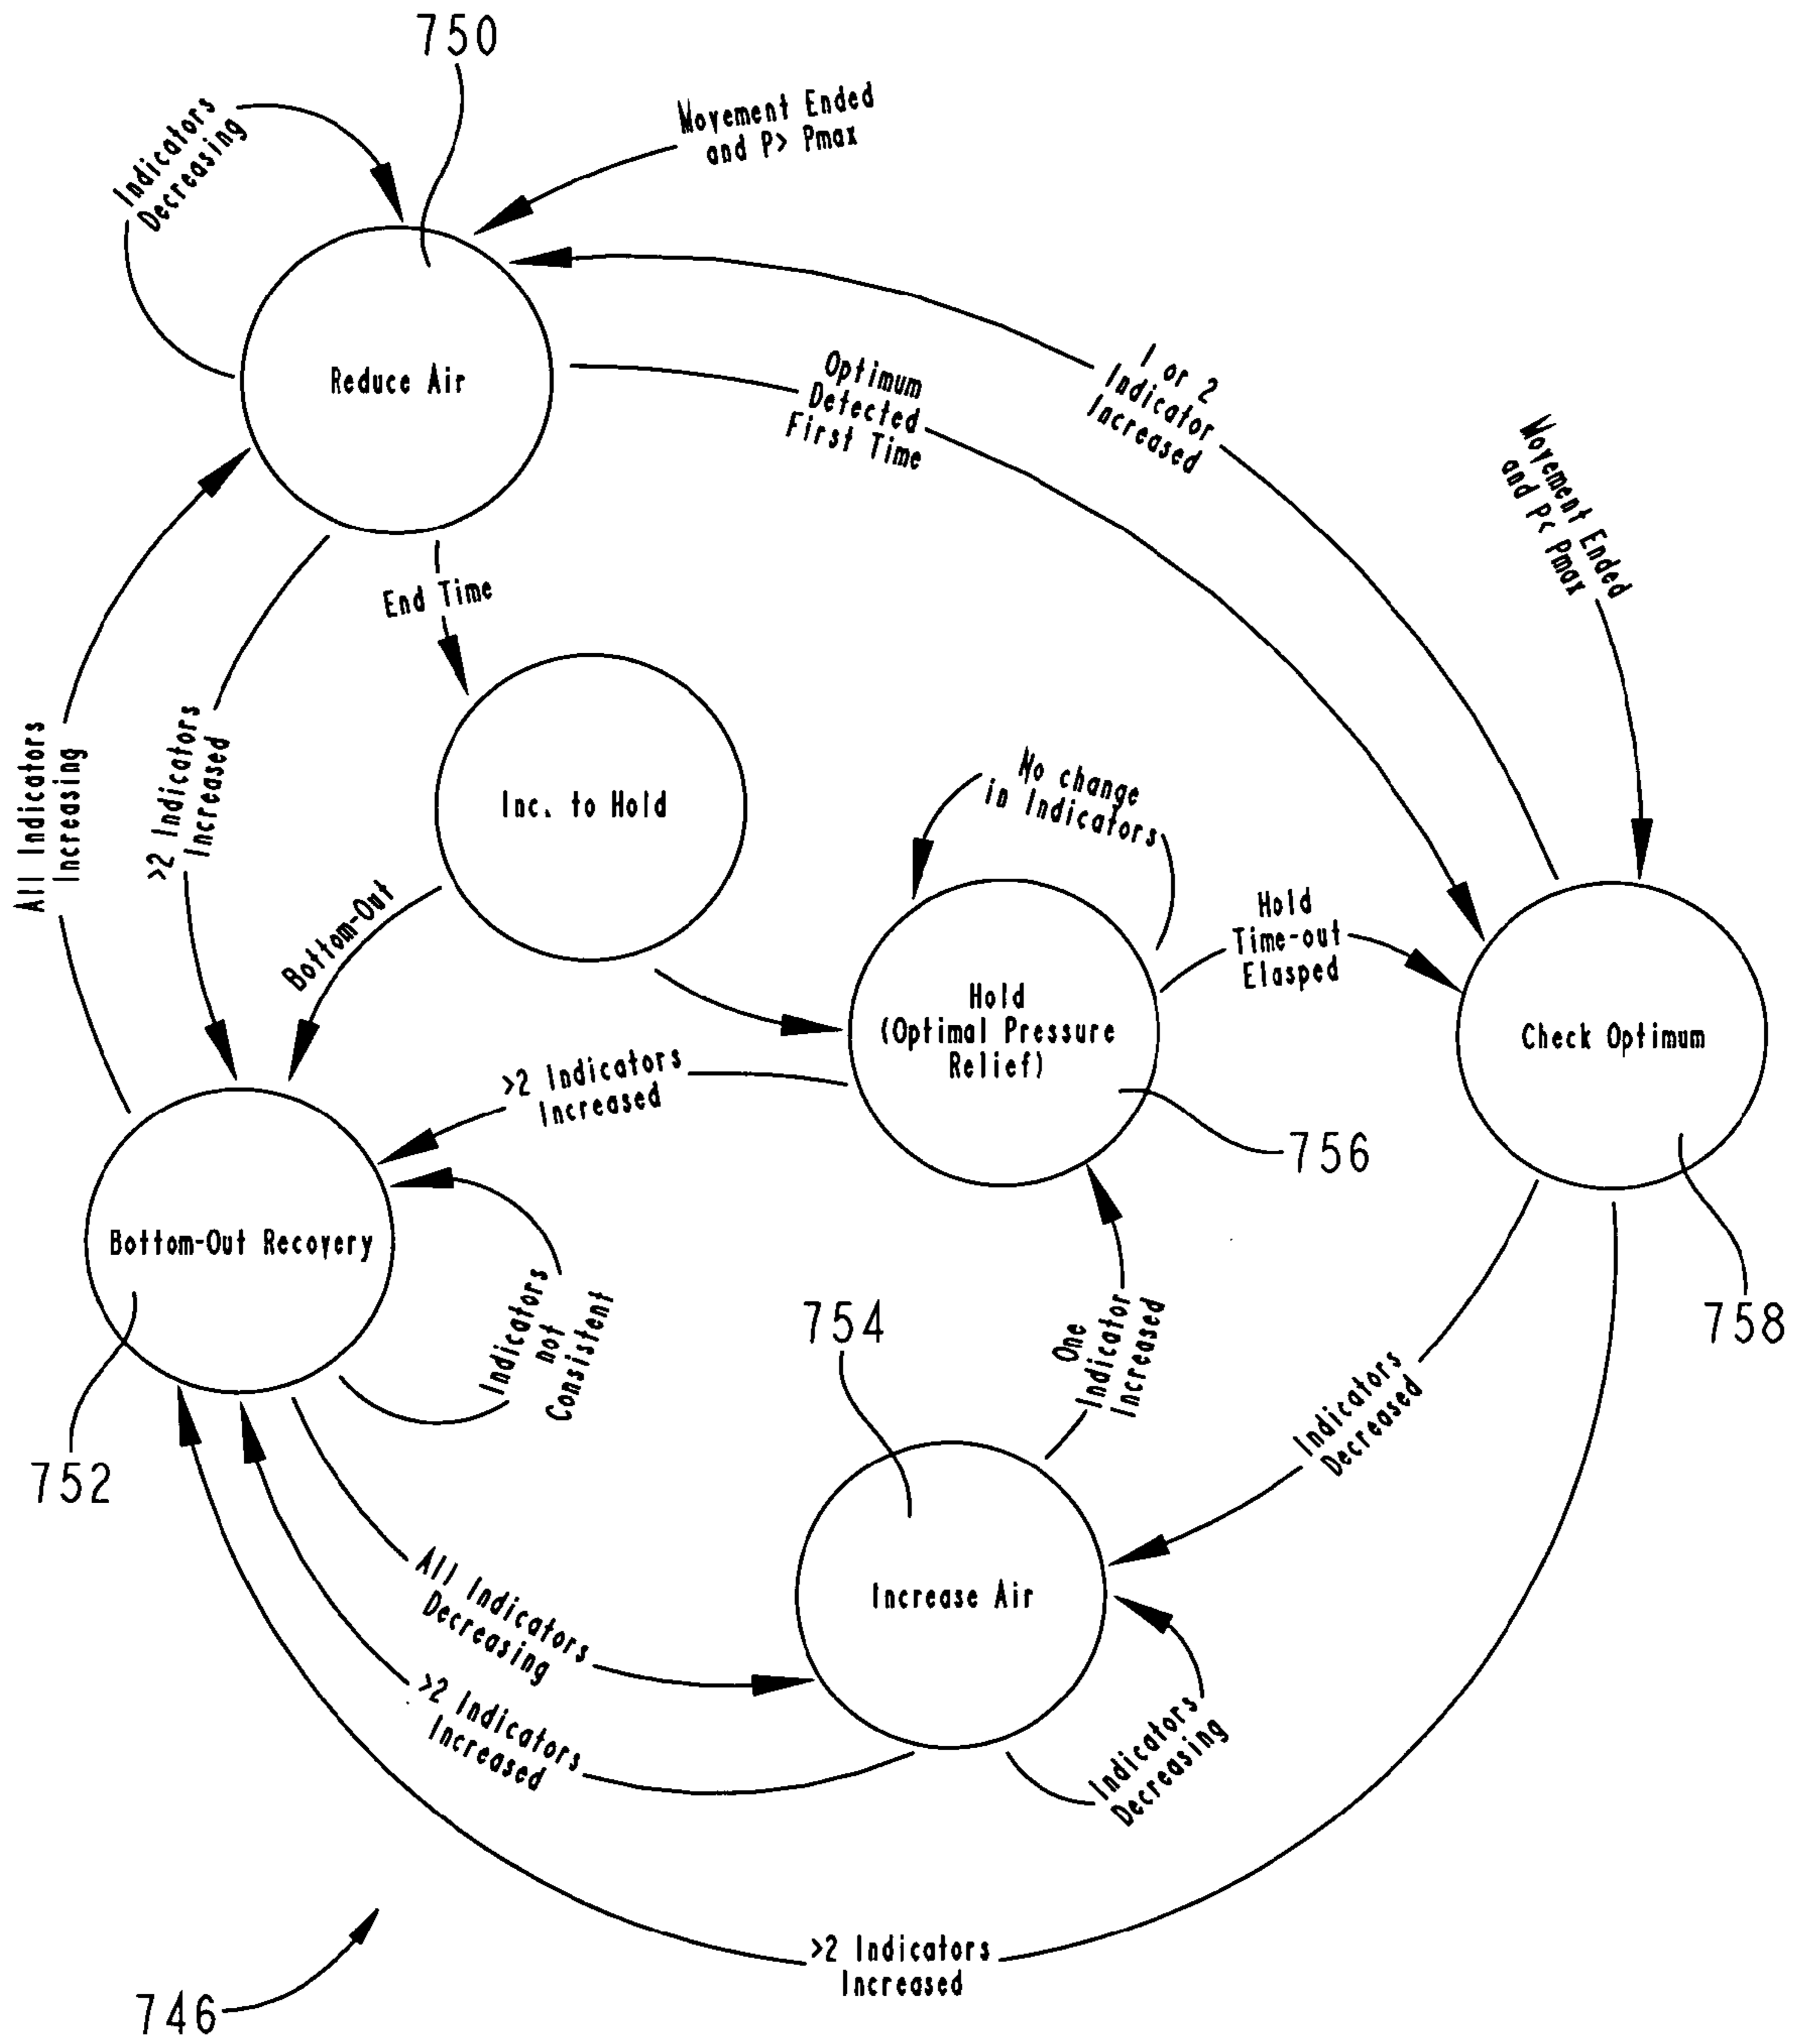 750
Indicators
Decreasing
Movement Ended
and P> Pmax
Reduce Air
Optimum
Detected
First Time
1 or 2
Indicator
Increased
Movement Ended
and P< Pmax
End Time
All Indicators
Increasing
>2 Indicators
Increased
Inc. to Hold
No change
in Indicators
Bottom-Out
Hold
Time-out
Elasped
Hold
(Optimal Pressure
Relief)
Check Optimum
>2 Indicators
Increased
756
Bottom-Out Recovery
Indicators
not
Consistent
754
One
Indicator
Increased
758
Indicators
Decreased
752
All Indicators
Decreasing
Increase Air
>2 Indicators
Increased
Indicators
Decreasing
>2 Indicators
Increased
746